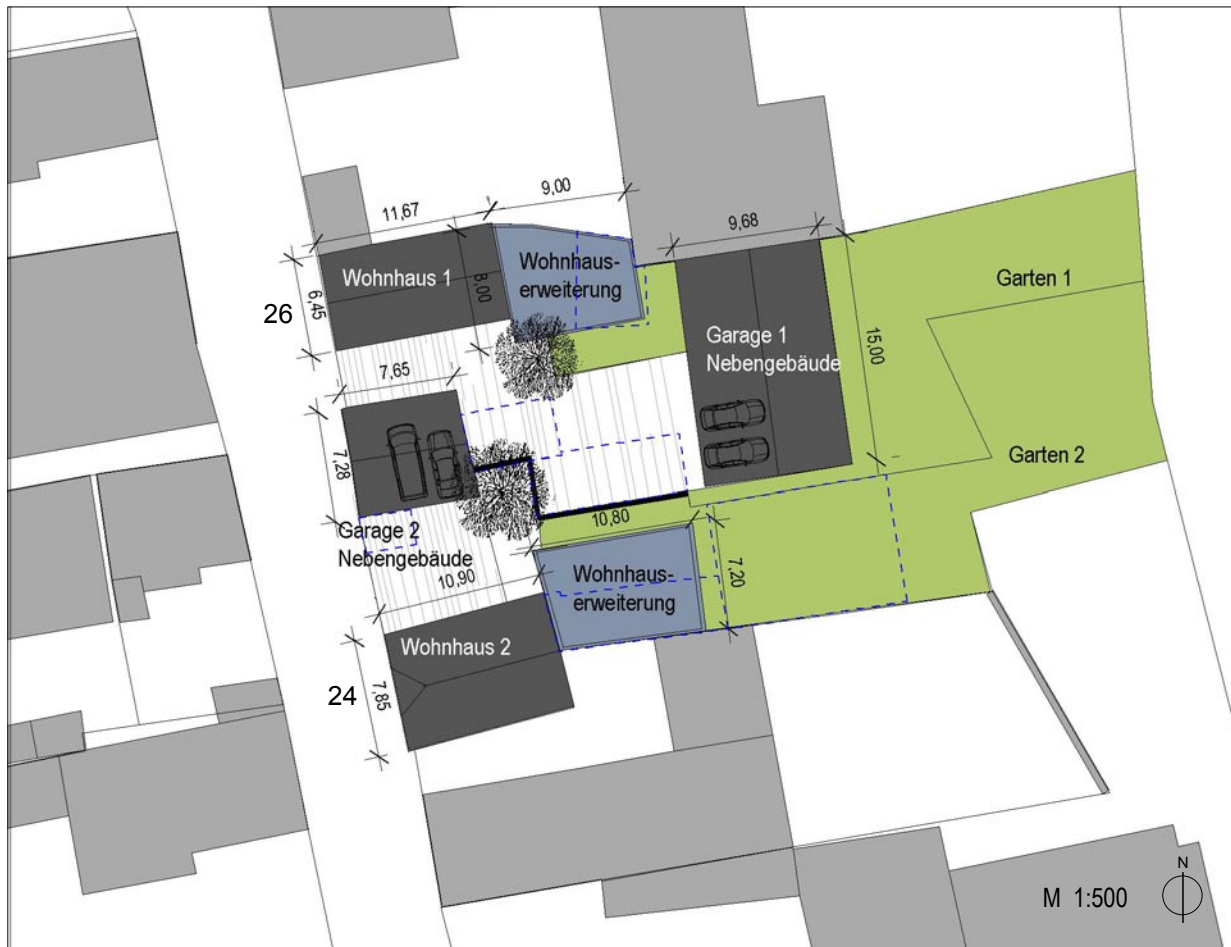 9,00
11,67
9,68
Wohnhaus 1
Wohnhaus-
erweiterung
8,00
6,45
26
Garten 1
Garage 1
Nebengebäude
15,00
7,65
7,28
Garten 2
10,80
Garage 2
Nebengebäude
7,20
10,90
Wohnhaus-
erweiterung
Wohnhaus 2
24
7,85
N
M 1:500